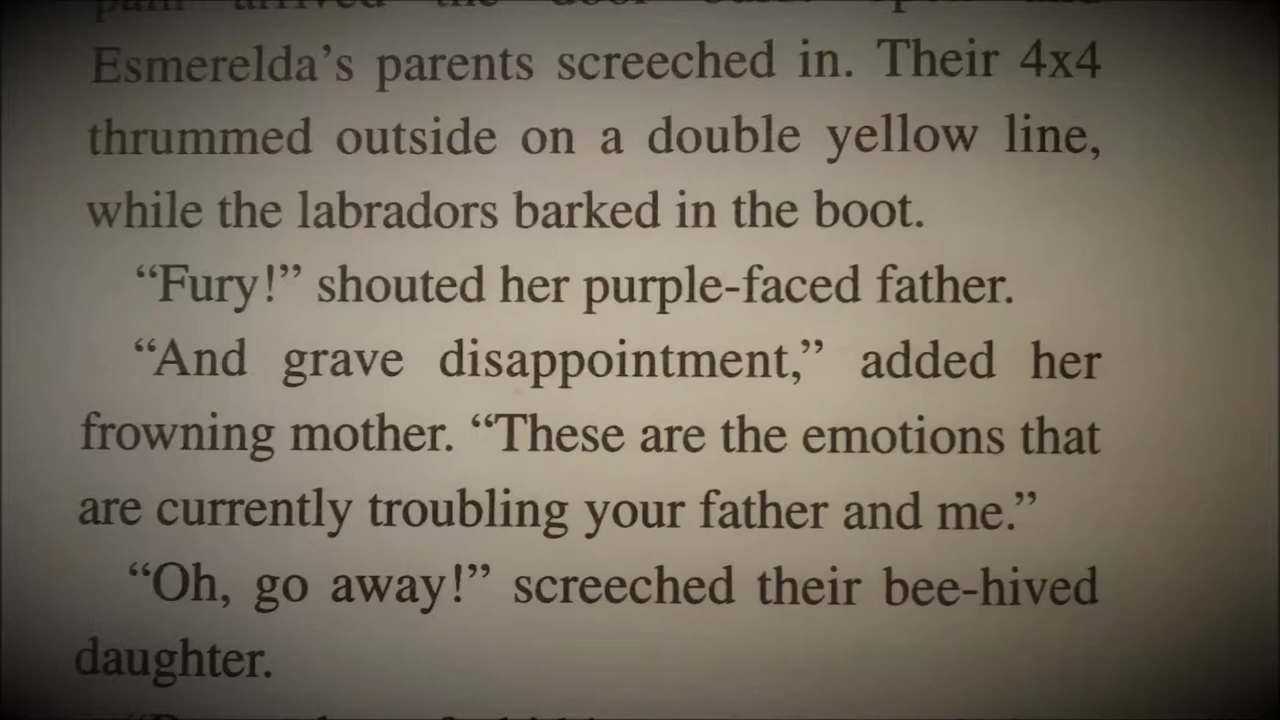 Esmerelda’s parents screeched in. Their 4x4
thrummed outside on a double yellow line,
while the labradors barked in the boot.
“Fury!” shouted her purple-faced father.
“And grave disappointment,” added her
frowning mother. “These are the emotions that
are currently troubling your father and me.”
“Oh, go away!” screeched their bee-hived
daughter.